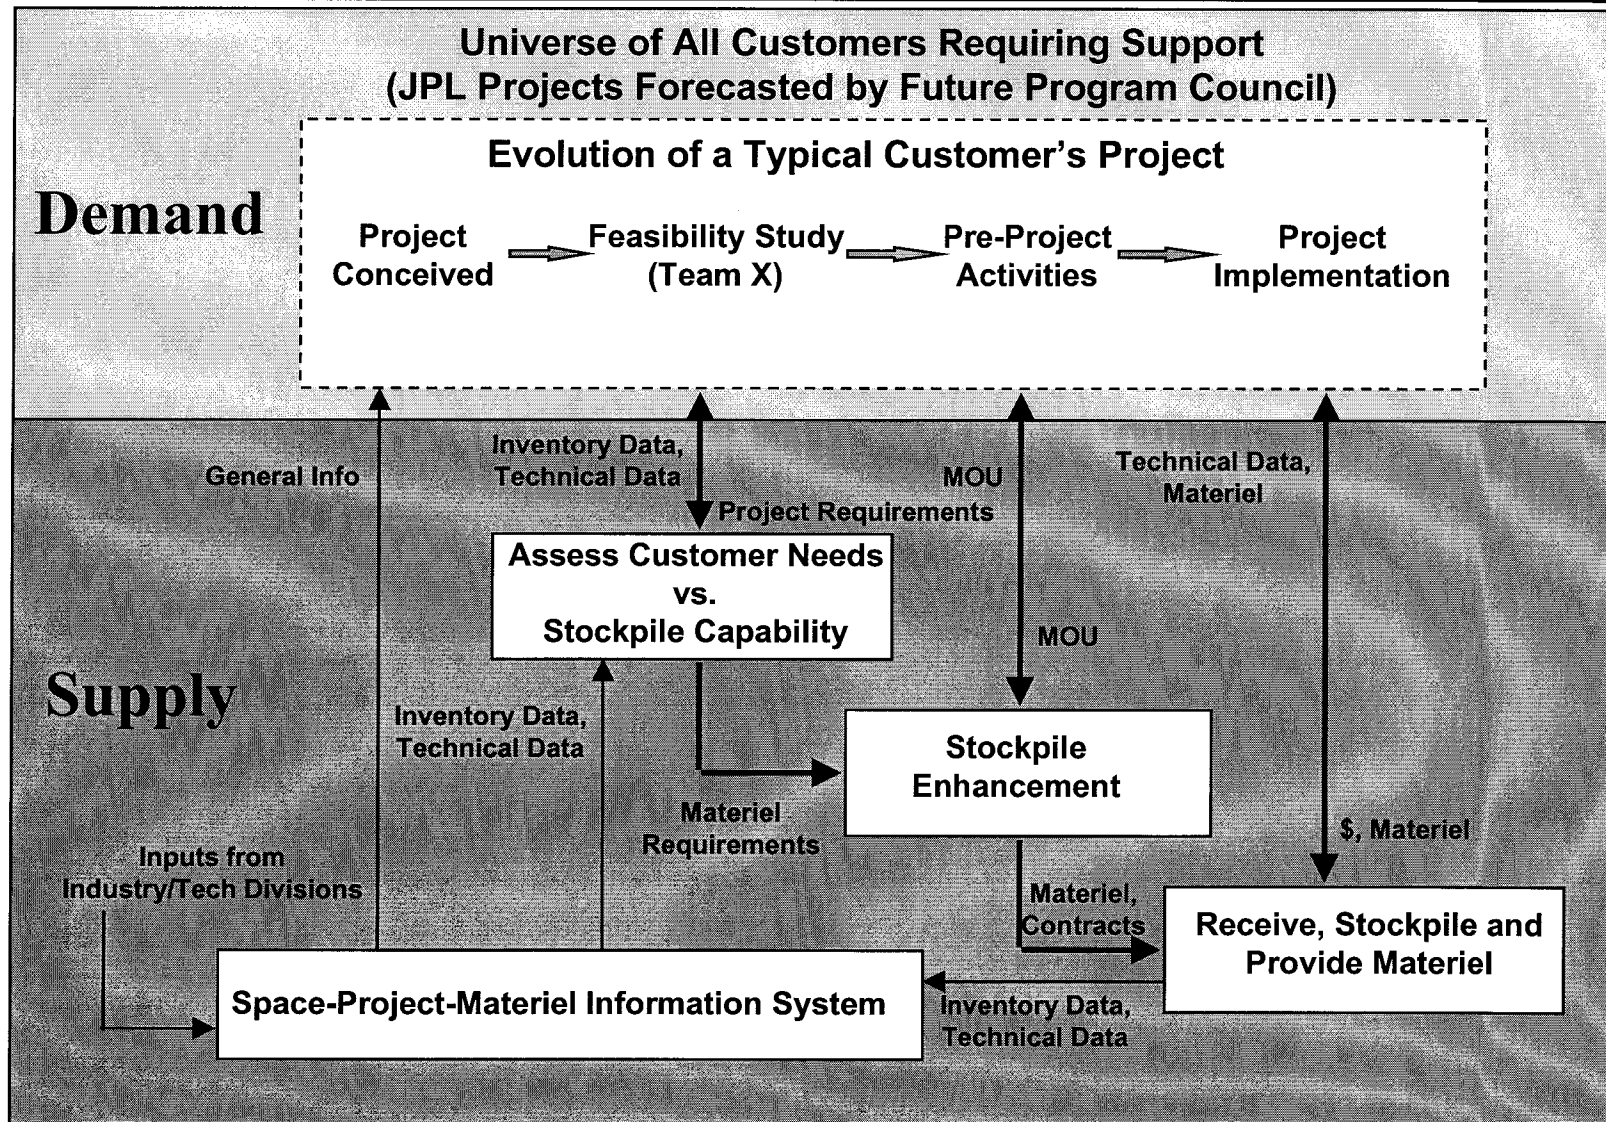 Universe of All Customers Requiring Support
(JPL Projects Forecasted by Future Program Council)
Evolution of a Typical Customer’s Project
Demand
Project
Conceived
Feasibility Study
(Team X)
Pre-Project
Activities
Project
Implementation
General Info
Inventory Data,
Technical Data
Project Requirements
MOU
Technical Data,
Materiel
Assess Customer Needs
vs.
Stockpile Capability
MOU
Supply
Inventory Data,
Technical Data
Stockpile
Enhancement
Materiel
Requirements
$, Materiel
Inputs from
Industry/Tech Divisions
Materiel,
Contracts
Receive, Stockpile and
Provide Materiel
Space-Project-Materiel Information System
Inventory Data,
Technical Data